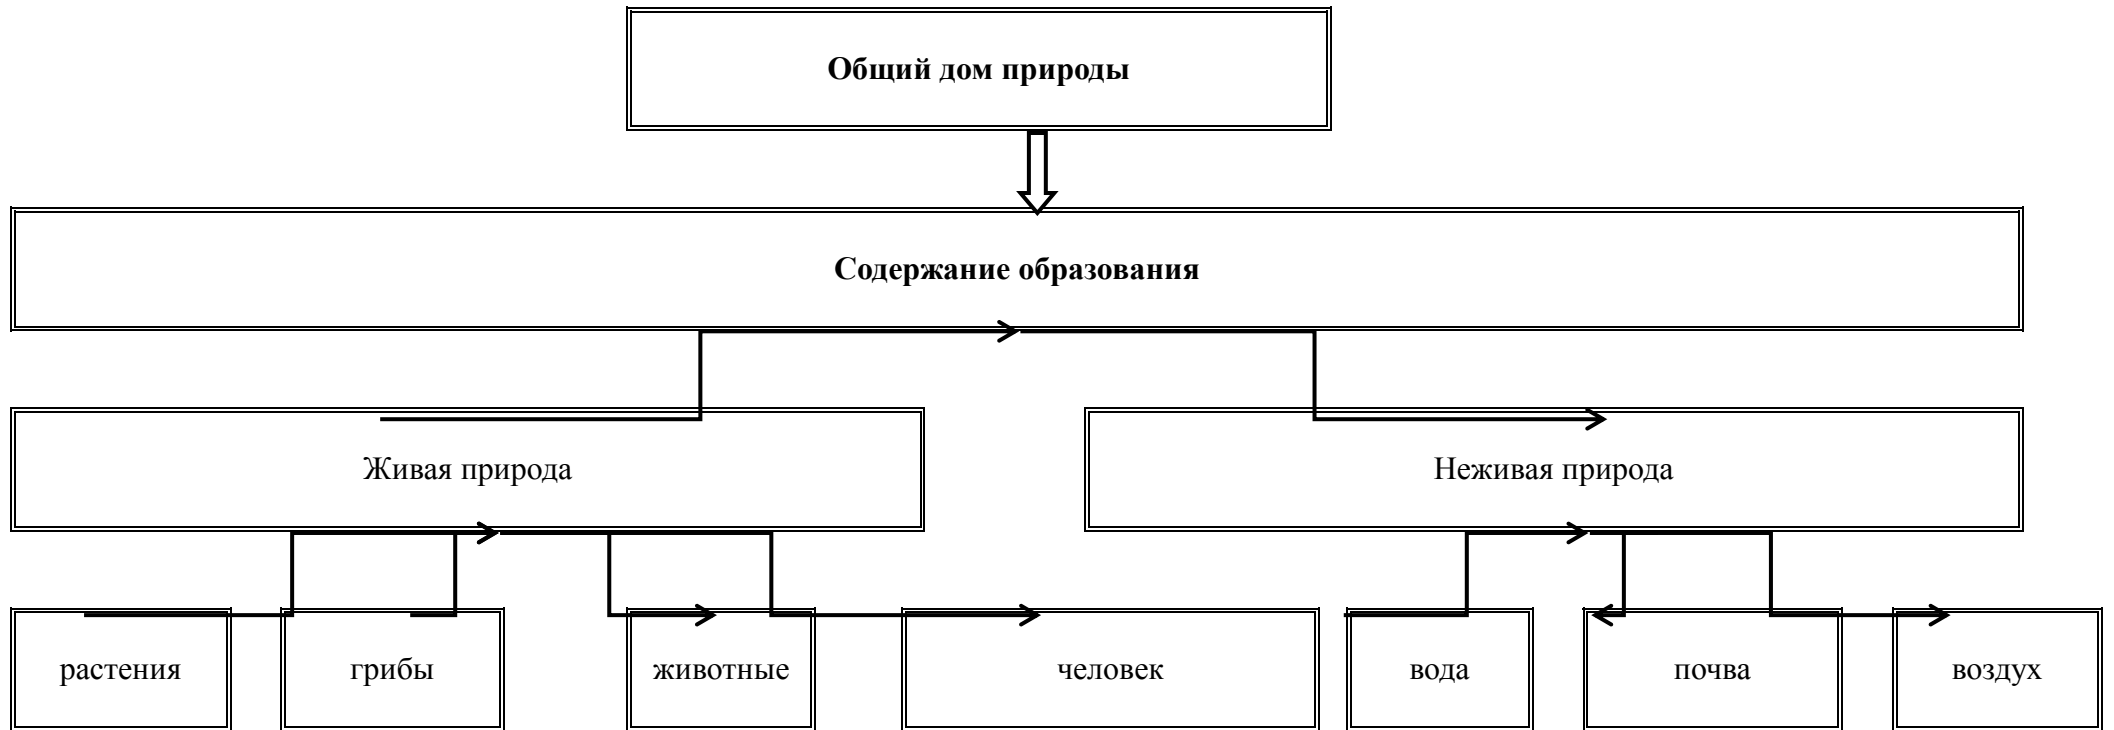 Общий дом природы
Содержание образования
Живая природа
Неживая природа
растения
грибы
животные
человек
вода
почва
воздух